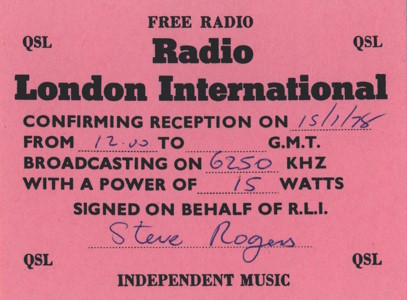 FREE RADIO
QSL QSL
Radio
London International
CONFIRMING RECEPTION ON 15/1/78
FROM 12.00 TO G.M.T.
BROADCASTING ON 6250 KHZ
WITH A POWER OF 15 WATTS
SIGNED ON BEHALF OF R.L.I.
Steve Rogers
QSL QSL
INDEPENDENT MUSIC